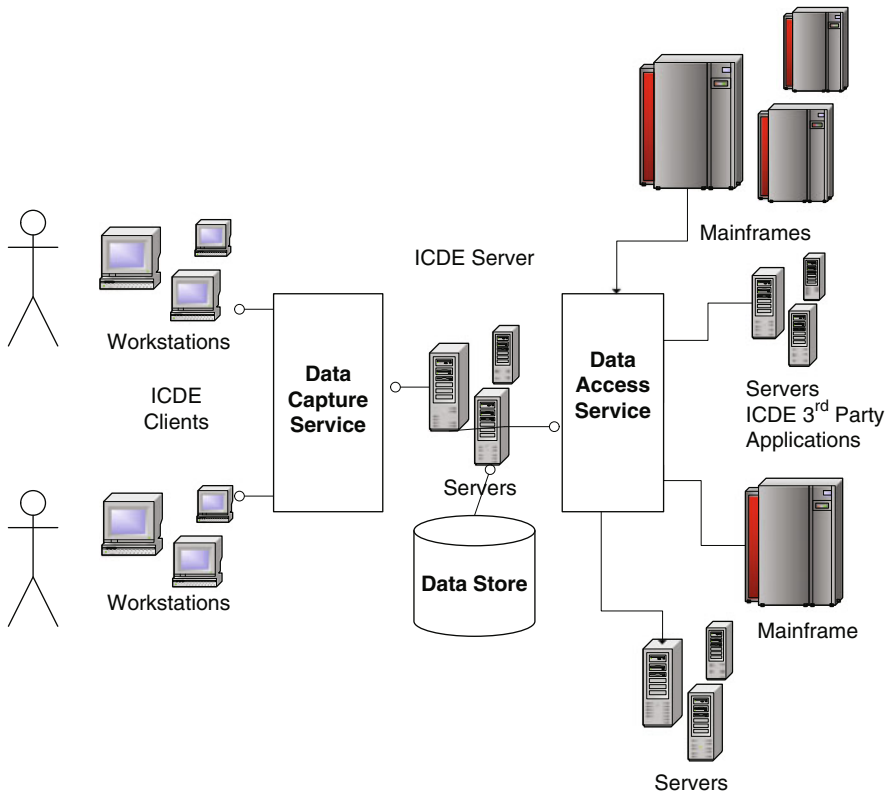 Mainframes
ICDE Server
Workstations
ICDE
Clients
Data
Capture
Service
Servers
Data
Access
Service
Servers
ICDE 3rd Party
Applications
Data Store
Workstations
Mainframe
Servers